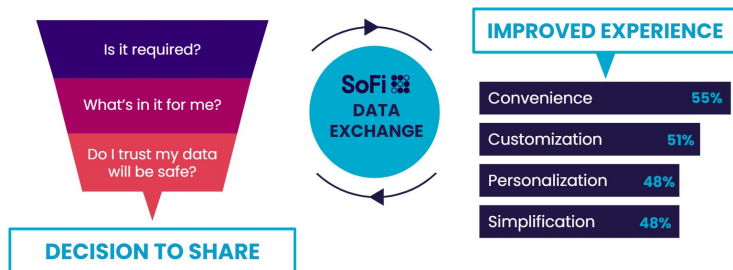 Is it required?
What's in it for me?
Do I trust my data
will be safe?
DECISION TO SHARE
SoFi
DATA
EXCHANGE
IMPROVED EXPERIENCE
Convenience 55%
Customization 51%
Personalization 48%
Simplification 48%